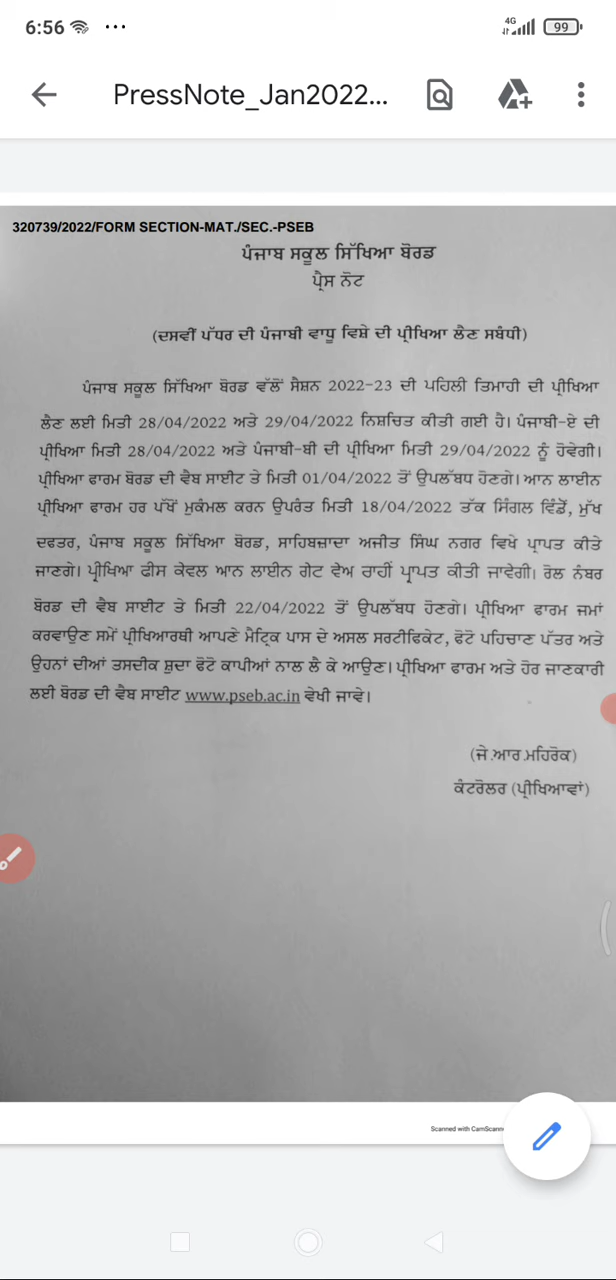 6:56
4G
99
PressNote_Jan2022...
320739/2022/FORM SECTION-MAT./SEC.-PSEB
ਪੰਜਾਬ ਸਕੂਲ ਸਿੱਖਿਆ ਬੋਰਡ
ਪ੍ਰੈਸ ਨੋਟ
(ਦਸਵੀਂ ਪੱਧਰ ਦੀ ਪੰਜਾਬੀ ਵਾਧੂ ਵਿਸ਼ੇ ਦੀ ਪ੍ਰੀਖਿਆ ਲੈਣ ਸਬੰਧੀ)
ਪੰਜਾਬ ਸਕੂਲ ਸਿੱਖਿਆ ਬੋਰਡ ਵੱਲੋਂ ਸੈਸ਼ਨ 2022-23 ਦੀ ਪਹਿਲੀ ਤਿਮਾਹੀ ਦੀ ਪ੍ਰੀਖਿਆ
ਲੈਣ ਲਈ ਮਿਤੀ 28/04/2022 ਅਤੇ 29/04/2022 ਨਿਸ਼ਚਿਤ ਕੀਤੀ ਗਈ ਹੈ। ਪੰਜਾਬੀ-ਏ ਦੀ
ਪ੍ਰੀਖਿਆ ਮਿਤੀ 28/04/2022 ਅਤੇ ਪੰਜਾਬੀ-ਬੀ ਦੀ ਪ੍ਰੀਖਿਆ ਮਿਤੀ 29/04/2022 ਨੂੰ ਹੋਵੇਗੀ।
ਪ੍ਰੀਖਿਆ ਫਾਰਮ ਬੋਰਡ ਦੀ ਵੈਬ ਸਾਈਟ ਤੇ ਮਿਤੀ 01/04/2022 ਤੋਂ ਉਪਲੱਬਧ ਹੋਣਗੇ। ਆਨ ਲਾਈਨ
ਪ੍ਰੀਖਿਆ ਫਾਰਮ ਹਰ ਪੱਖੋਂ ਮੁਕੰਮਲ ਕਰਨ ਉਪਰੰਤ ਮਿਤੀ 18/04/2022 ਤੱਕ ਸਿੰਗਲ ਵਿੰਡੋਂ, ਮੁੱਖ
ਦਫਤਰ, ਪੰਜਾਬ ਸਕੂਲ ਸਿੱਖਿਆ ਬੋਰਡ, ਸਾਹਿਬਜ਼ਾਦਾ ਅਜੀਤ ਸਿੰਘ ਨਗਰ ਵਿਖੇ ਪ੍ਰਾਪਤ ਕੀਤੇ
ਜਾਣਗੇ। ਪ੍ਰੀਖਿਆ ਫੀਸ ਕੇਵਲ ਆਨ ਲਾਈਨ ਗੇਟ ਵੇਅ ਰਾਹੀਂ ਪ੍ਰਾਪਤ ਕੀਤੀ ਜਾਵੇਗੀ। ਰੋਲ ਨੰਬਰ
ਬੋਰਡ ਦੀ ਵੈਬ ਸਾਈਟ ਤੇ ਮਿਤੀ 22/04/2022 ਤੋਂ ਉਪਲੱਬਧ ਹੋਣਗੇ। ਪ੍ਰੀਖਿਆ ਫਾਰਮ ਜਮਾਂ
ਕਰਵਾਉਣ ਸਮੇਂ ਪ੍ਰੀਖਿਆਰਥੀ ਆਪਣੇ ਮੈਟ੍ਰਿਕ ਪਾਸ ਦੇ ਅਸਲ ਸਰਟੀਫਿਕੇਟ, ਫੋਟੋ ਪਹਿਚਾਣ ਪੱਤਰ ਅਤੇ
ਉਹਨਾਂ ਦੀਆਂ ਤਸਦੀਕ ਸ਼ੁਦਾ ਫੋਟੋ ਕਾਪੀਆਂ ਨਾਲ ਲੈ ਕੇ ਆਉਣ। ਪ੍ਰੀਖਿਆ ਫਾਰਮ ਅਤੇ ਹੋਰ ਜਾਣਕਾਰੀ
ਲਈ ਬੋਰਡ ਦੀ ਵੈਬ ਸਾਈਟ www.pseb.ac.in ਵੇਖੀ ਜਾਵੇ।
(ਜੇ.ਆਰ.ਮਹਿਰੋਕ)
ਕੰਟਰੋਲਰ (ਪ੍ਰੀਖਿਆਵਾਂ)
Scanned with CamScann